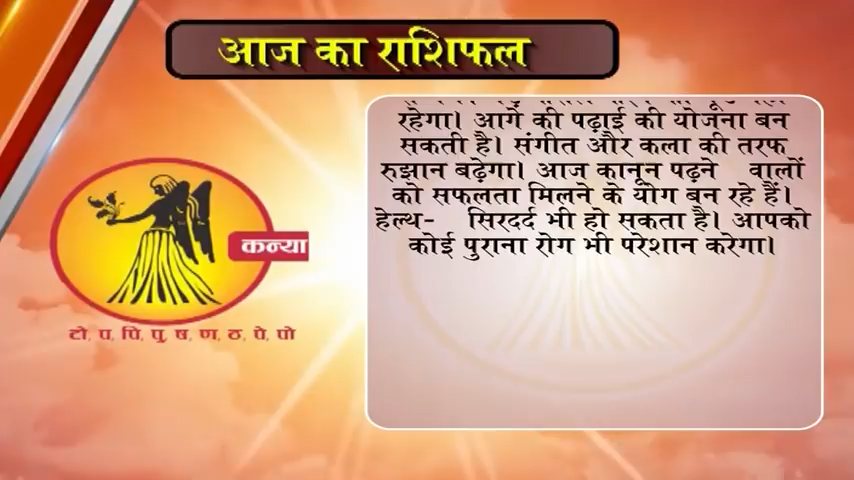 आज का राशिफल
रहेगा। आगे की पढ़ाई की योजना बन
सकती है। संगीत और कला की तरफ
रुझान बढ़ेगा। आज कानून पढ़ने वालों
को सफलता मिलने के योग बन रहे हैं।
हेल्थ- सिरदर्द भी हो सकता है। आपको
कोई पुराना रोग भी परेशान करेगा।
कन्या
टो, प, पि, पु, ष, ण, ठ, पे, पो